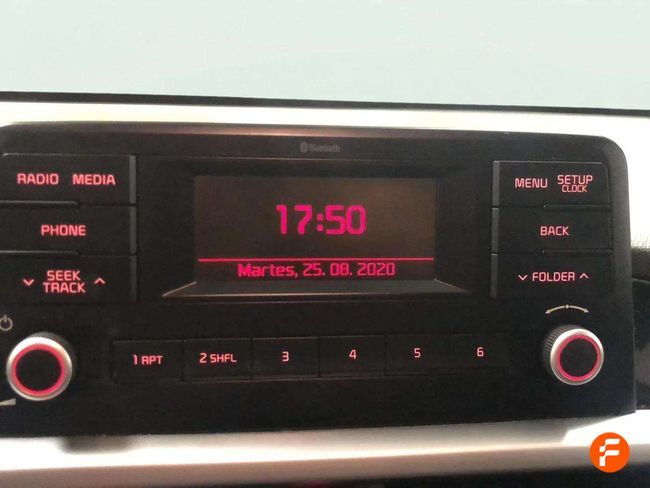 Bluetooth
RADIO MEDIA
PHONE
SEEK
TRACK
17:50
Martes, 25. 08. 2020
MENU SETUP
CLOCK
BACK
FOLDER
1 RPT 2 SHFL 3 4 5 6